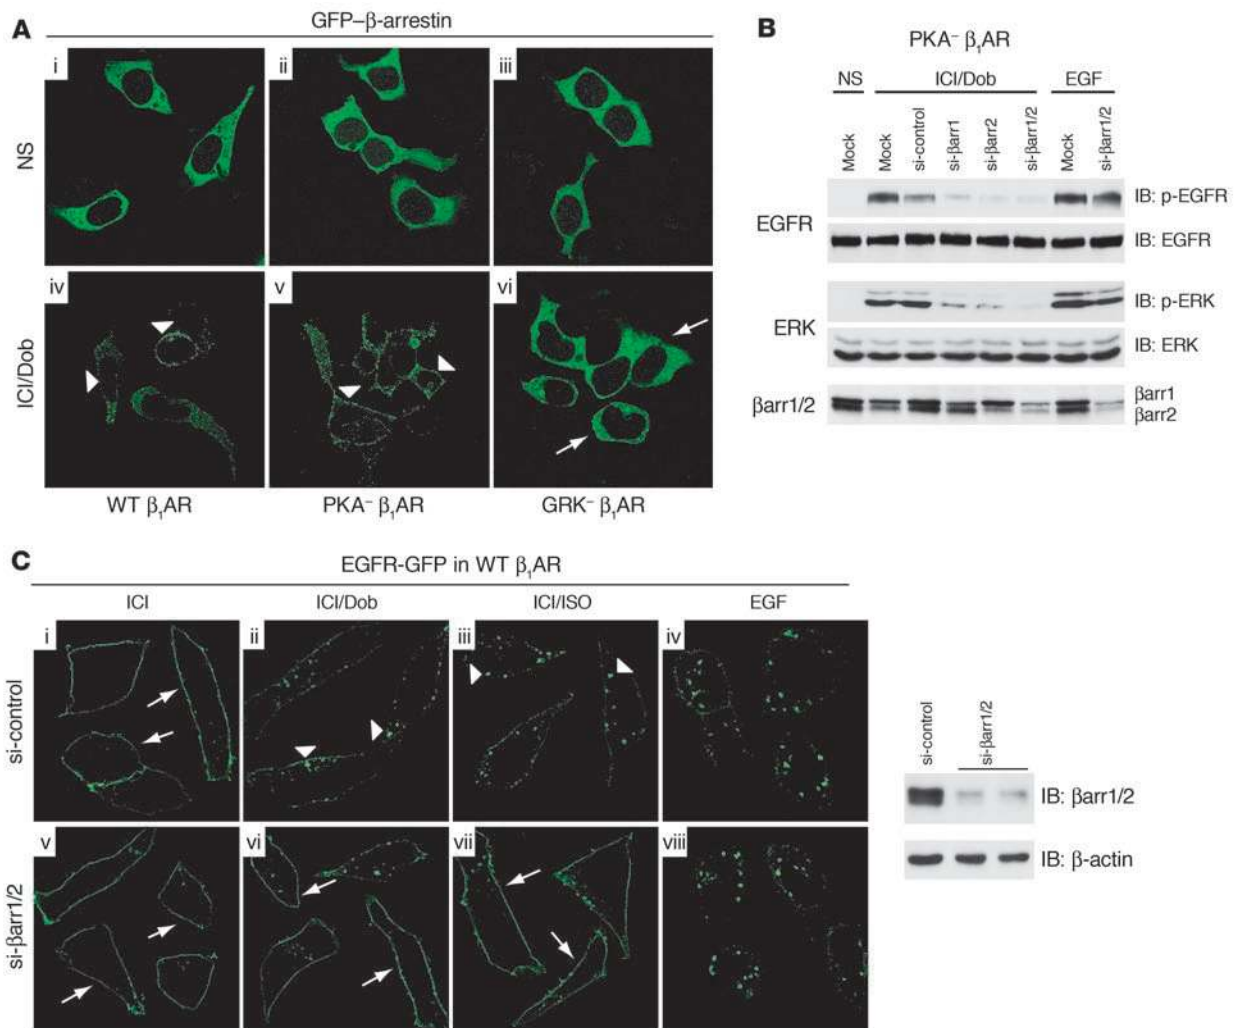 A
GFP–β-arrestin
i
ii
iii
NS
iv
v
vi
ICI/Dob
WT β₁AR
PKA⁻ β₁AR
GRK⁻ β₁AR
B
PKA⁻ β₁AR
NS
ICI/Dob
EGF
Mock
Mock
si-control
si-βarr1
si-βarr2
si-βarr1/2
Mock
si-βarr1/2
EGFR
IB: p-EGFR
IB: EGFR
ERK
IB: p-ERK
IB: ERK
βarr1/2
βarr1
βarr2
C
EGFR-GFP in WT β₁AR
ICI
ICI/Dob
ICI/ISO
EGF
i
ii
iii
iv
si-control
v
vi
vii
viii
si-βarr1/2
si-control
si-βarr1/2
IB: βarr1/2
IB: β-actin